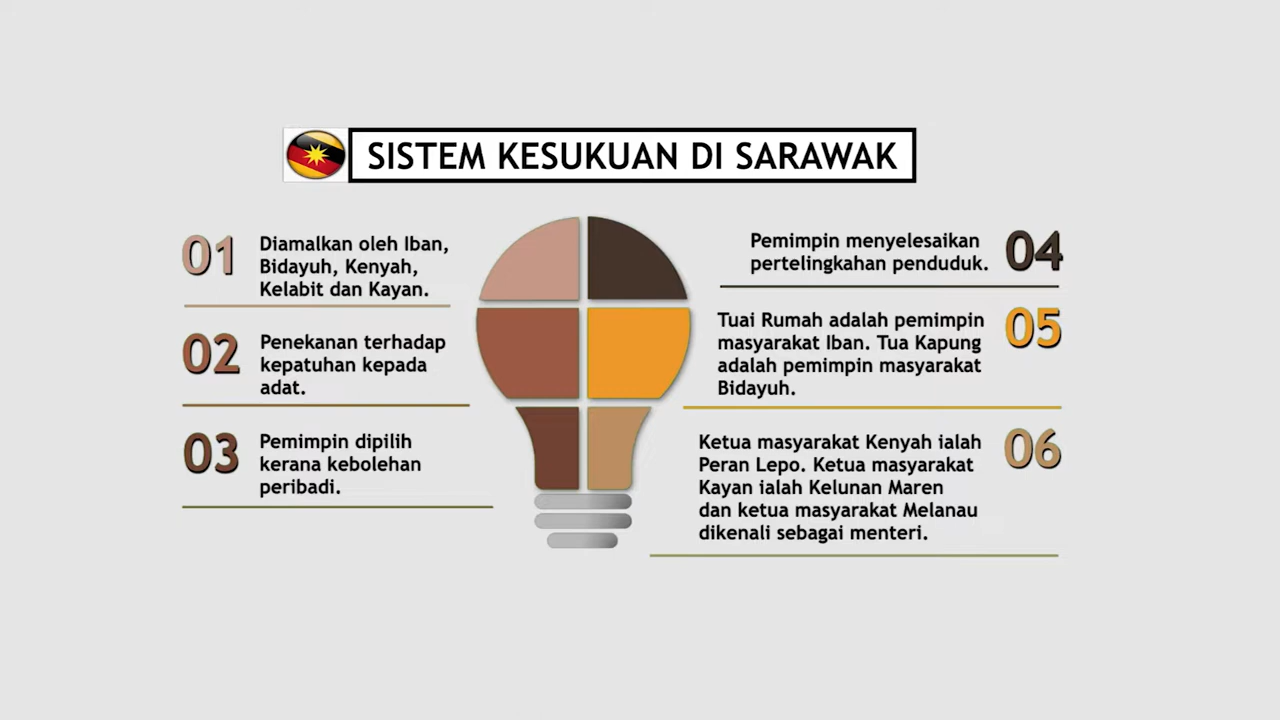 SISTEM KESUKUAN DI SARAWAK
01
Diamalkan oleh Iban,
Bidayuh, Kenyah,
Kelabit dan Kayan.
02
Penekanan terhadap
kepatuhan kepada
adat.
03
Pemimpin dipilih
kerana kebolehan
peribadi.
04
Pemimpin menyelesaikan
pertelingkahan penduduk.
05
Tuai Rumah adalah pemimpin
masyarakat Iban. Tua Kapung
adalah pemimpin masyarakat
Bidayuh.
06
Ketua masyarakat Kenyah ialah
Peran Lepo. Ketua masyarakat
Kayan ialah Kelunan Maren
dan ketua masyarakat Melanau
dikenali sebagai menteri.